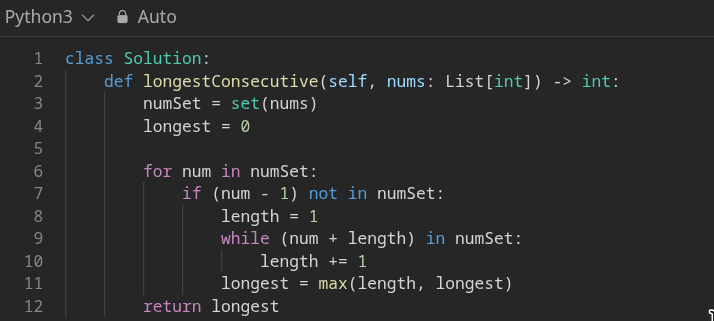 Python3 Auto
1 class Solution:
2     def longestConsecutive(self, nums: List[int]) -> int:
3         numSet = set(nums)
4         longest = 0
5
6         for num in numSet:
7             if (num - 1) not in numSet:
8                 length = 1
9                 while (num + length) in numSet:
10                     length += 1
11                 longest = max(length, longest)
12         return longest